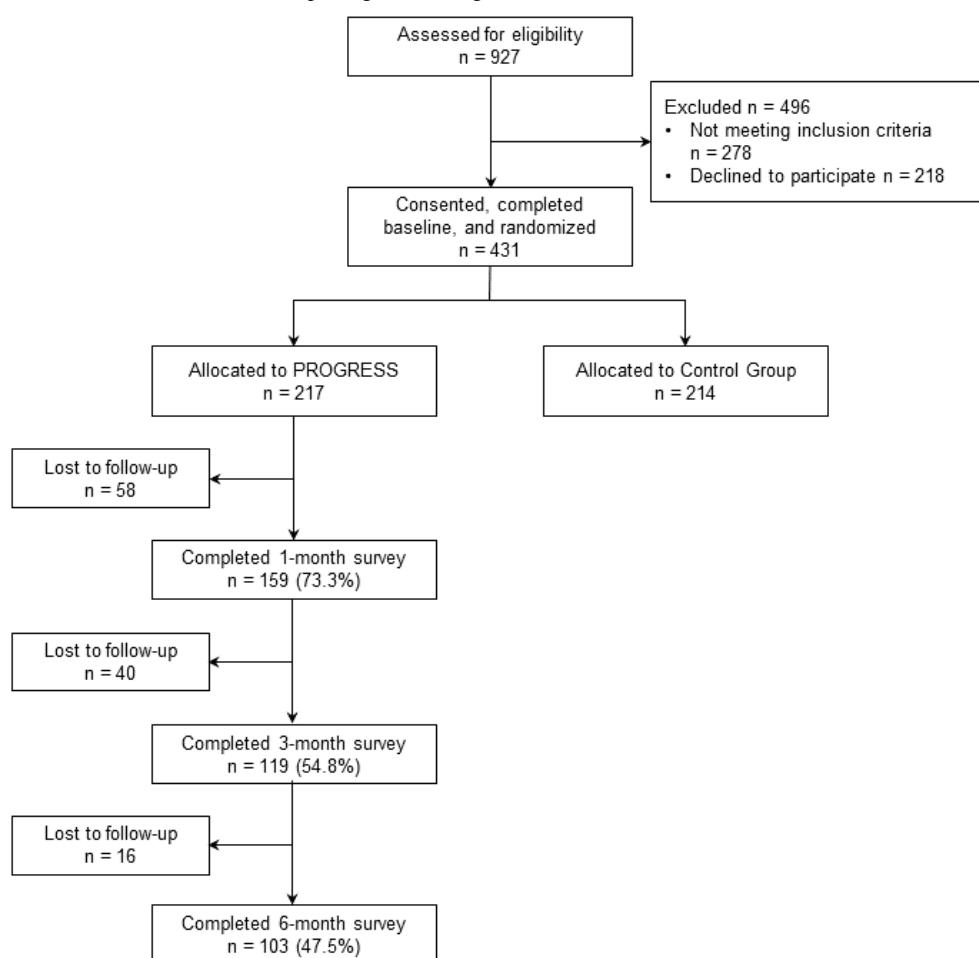 Assessed for eligibility
n = 927
Excluded n = 496
• Not meeting inclusion criteria
n = 278
• Declined to participate n = 218
Consented, completed
baseline, and randomized
n = 431
Allocated to PROGRESS
n = 217
Allocated to Control Group
n = 214
Lost to follow-up
n = 58
Completed 1-month survey
n = 159 (73.3%)
Lost to follow-up
n = 40
Completed 3-month survey
n = 119 (54.8%)
Lost to follow-up
n = 16
Completed 6-month survey
n = 103 (47.5%)